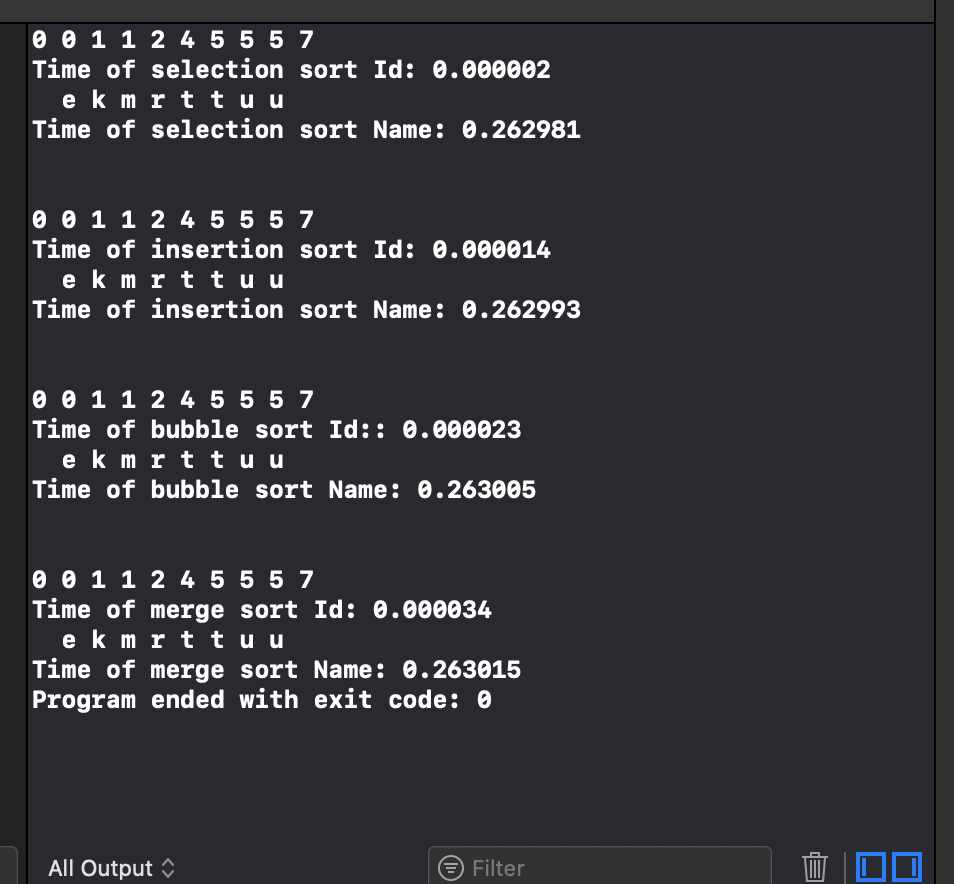 0 0 1 1 2 4 5 5 5 7
Time of selection sort Id: 0.000002
e k m r t t u u
Time of selection sort Name: 0.262981
0 0 1 1 2 4 5 5 5 7
Time of insertion sort Id: 0.000014
e k m r t t u u
Time of insertion sort Name: 0.262993
0 0 1 1 2 4 5 5 5 7
Time of bubble sort Id:: 0.000023
e k m r t t u u
Time of bubble sort Name: 0.263005
0 0 1 1 2 4 5 5 5 7
Time of merge sort Id: 0.000034
e k m r t t u u
Time of merge sort Name: 0.263015
Program ended with exit code: 0
All Output
Filter